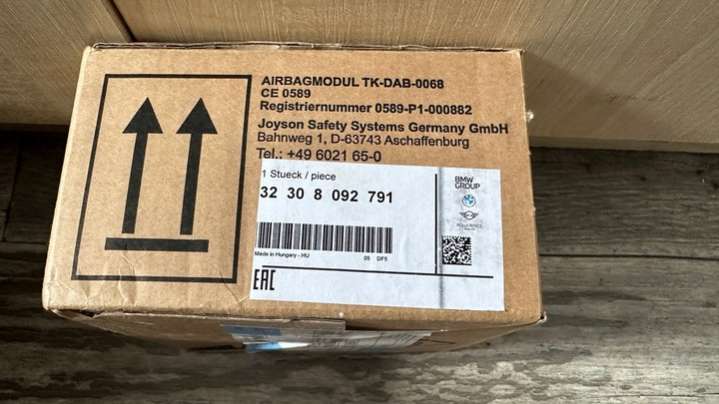 AIRBAGMODUL TK-DAB-0068
CE 0589
Registriernummer 0589-P1-000882
Joyson Safety Systems Germany GmbH
Bahnweg 1, D-63743 Aschaffenburg
Tel.: +49 6021 65-0
1 Stueck / piece
32 30 8 092 791
BMW
GROUP
Made in Hungary - HU
EAC